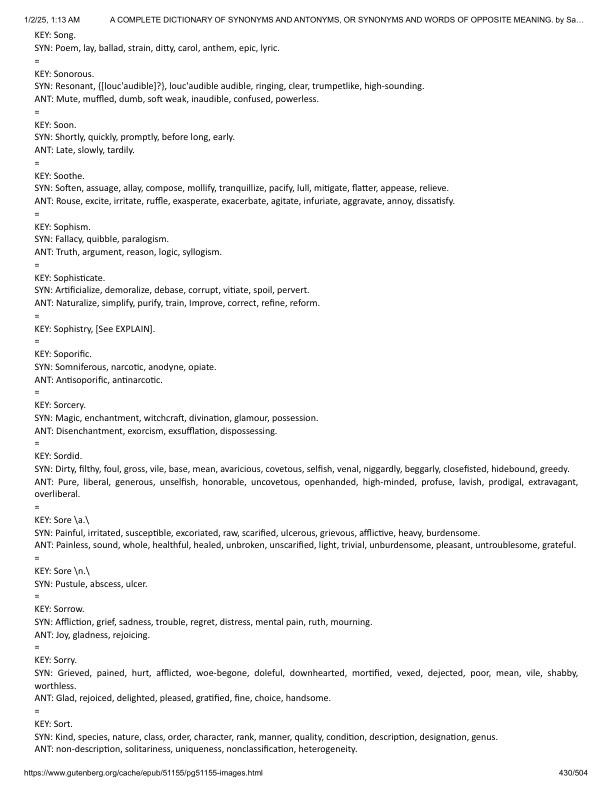 1/2/25, 1:13 AM A COMPLETE DICTIONARY OF SYNONYMS AND ANTONYMS, OR SYNONYMS AND WORDS OF OPPOSITE MEANING. by Sa…
KEY: Song.
SYN: Poem, lay, ballad, strain, ditty, carol, anthem, epic, lyric.
=
KEY: Sonorous.
SYN: Resonant, {[louc'audible]?}, louc'audible audible, ringing, clear, trumpetlike, high-sounding.
ANT: Mute, muffled, dumb, soft weak, inaudible, confused, powerless.
=
KEY: Soon.
SYN: Shortly, quickly, promptly, before long, early.
ANT: Late, slowly, tardily.
=
KEY: Soothe.
SYN: Soften, assuage, allay, compose, mollify, tranquillize, pacify, lull, mitigate, flatter, appease, relieve.
ANT: Rouse, excite, irritate, ruffle, exasperate, exacerbate, agitate, infuriate, aggravate, annoy, dissatisfy.
=
KEY: Sophism.
SYN: Fallacy, quibble, paralogism.
ANT: Truth, argument, reason, logic, syllogism.
=
KEY: Sophisticate.
SYN: Artificialize, demoralize, debase, corrupt, vitiate, spoil, pervert.
ANT: Naturalize, simplify, purify, train, Improve, correct, refine, reform.
=
KEY: Sophistry, [See EXPLAIN].
=
KEY: Soporific.
SYN: Somniferous, narcotic, anodyne, opiate.
ANT: Antisoporific, antinarcotic.
=
KEY: Sorcery.
SYN: Magic, enchantment, witchcraft, divination, glamour, possession.
ANT: Disenchantment, exorcism, exsufflation, dispossessing.
=
KEY: Sordid.
SYN: Dirty, filthy, foul, gross, vile, base, mean, avaricious, covetous, selfish, venal, niggardly, beggarly, closefisted, hidebound, greedy.
ANT: Pure, liberal, generous, unselfish, honorable, uncovetous, openhanded, high-minded, profuse, lavish, prodigal, extravagant,
overliberal.
=
KEY: Sore \a.\
SYN: Painful, irritated, susceptible, excoriated, raw, scarified, ulcerous, grievous, afflictive, heavy, burdensome.
ANT: Painless, sound, whole, healthful, healed, unbroken, unscarified, light, trivial, unburdensome, pleasant, untroublesome, grateful.
=
KEY: Sore \n.\
SYN: Pustule, abscess, ulcer.
=
KEY: Sorrow.
SYN: Affliction, grief, sadness, trouble, regret, distress, mental pain, ruth, mourning.
ANT: Joy, gladness, rejoicing.
=
KEY: Sorry.
SYN: Grieved, pained, hurt, afflicted, woe-begone, doleful, downhearted, mortified, vexed, dejected, poor, mean, vile, shabby,
worthless.
ANT: Glad, rejoiced, delighted, pleased, gratified, fine, choice, handsome.
=
KEY: Sort.
SYN: Kind, species, nature, class, order, character, rank, manner, quality, condition, description, designation, genus.
ANT: non-description, solitariness, uniqueness, nonclassification, heterogeneity.
https://www.gutenberg.org/cache/epub/51155/pg51155-images.html 430/504